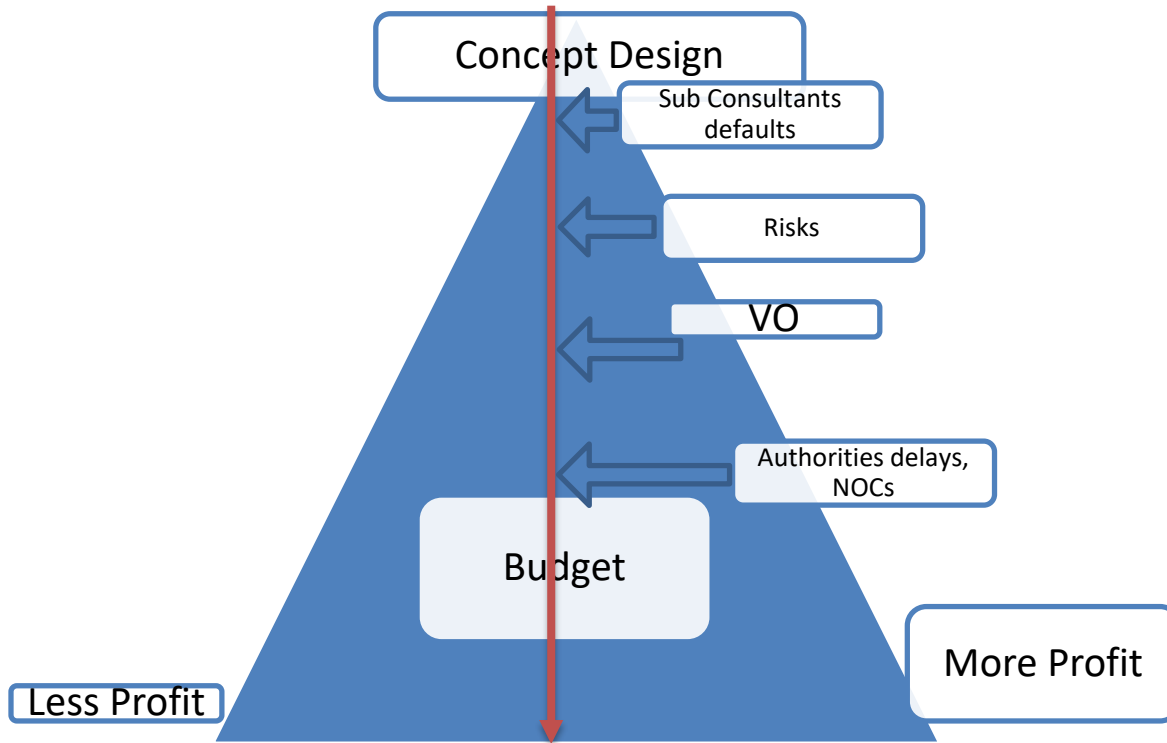 Concept Design
Sub Consultants
defaults
Risks
VO
Authorities delays,
NOCs
Budget
More Profit
Less Profit